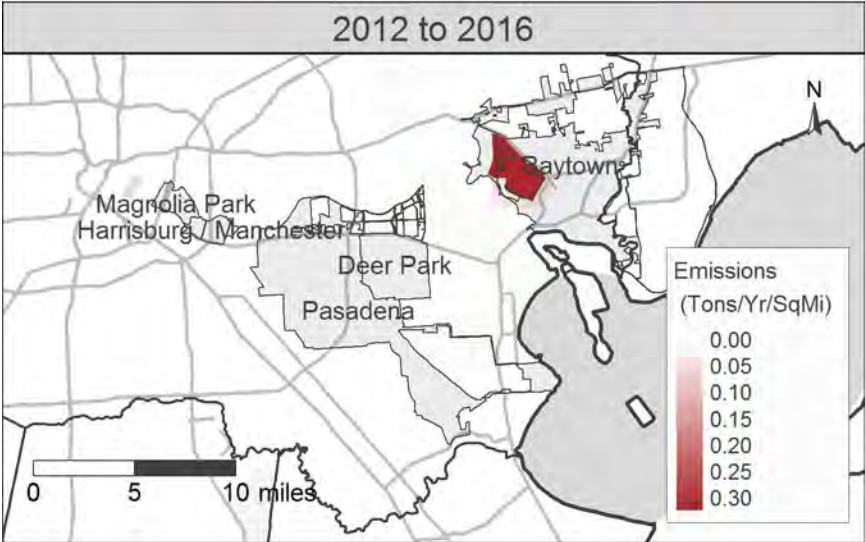 2012 to 2016
N
Baytown
Magnolia Park
Harrisburg Manchester
Deer Park
Pasadena
Emissions
(Tons/Yr/SqMi)
0.00
0.05
0.10
0.15
0.20
0.25
0.30
0 5 10 miles